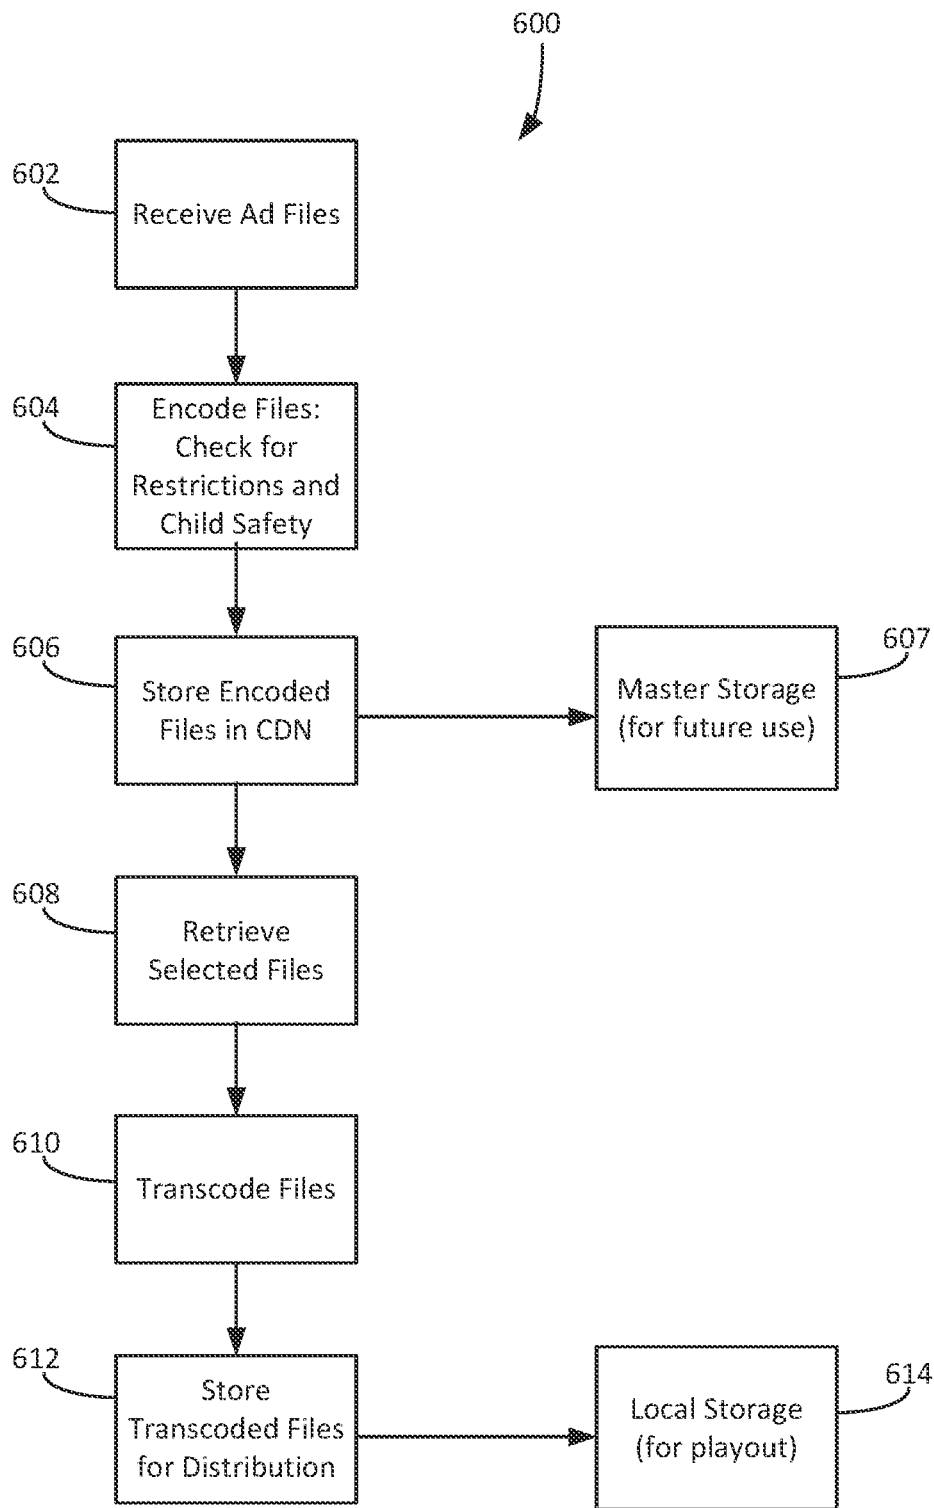 600
602
Receive Ad Files
604
Encode Files:
Check for
Restrictions and
Child Safety
606
Store Encoded
Files in CDN
607
Master Storage
(for future use)
608
Retrieve
Selected Files
610
Transcode Files
612
Store
Transcoded Files
for Distribution
614
Local Storage
(for playout)